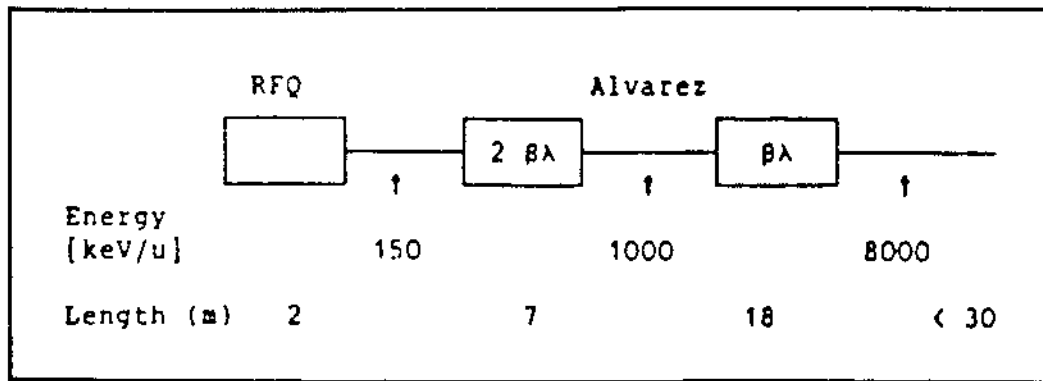 RFQ Alvarez
2 βλ βλ
Energy
[keV/u] 150 1000 8000
Length (m) 2 7 18 < 30